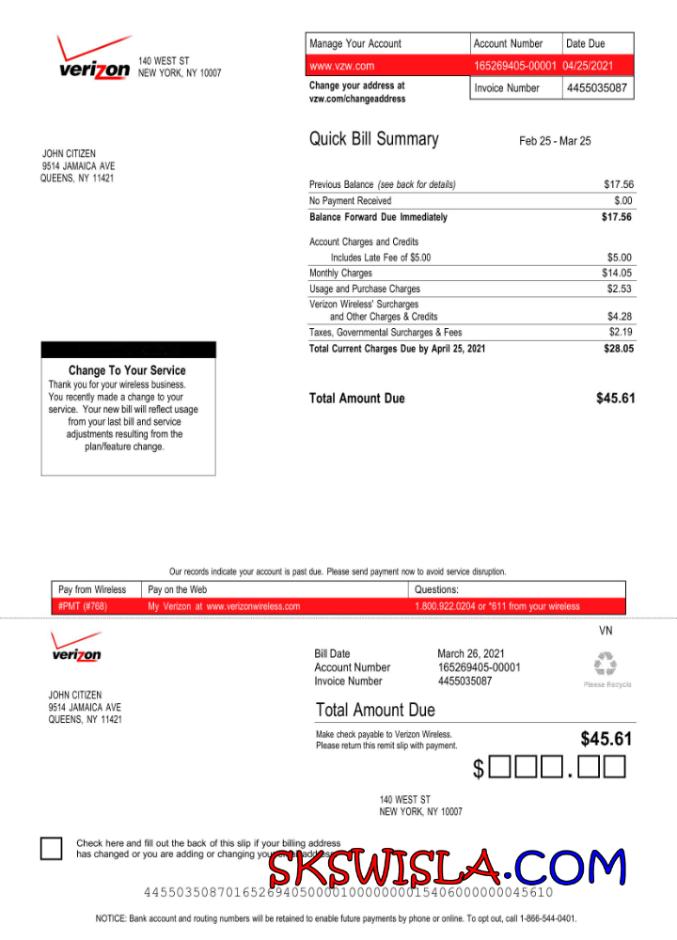 verizon
140 WEST ST
NEW YORK, NY 10007
Manage Your Account Account Number Date Due
www.vzw.com 165269405-00001 04/25/2021
Change your address at
vzw.com/changeaddress
Invoice Number 4455035087
Quick Bill Summary Feb 25 - Mar 25
JOHN CITIZEN
9514 JAMAICA AVE
QUEENS, NY 11421
Previous Balance (see back for details) $17.56
No Payment Received $.00
Balance Forward Due Immediately $17.56
Account Charges and Credits
Includes Late Fee of $5.00 $5.00
Monthly Charges $14.05
Usage and Purchase Charges $2.53
Verizon Wireless' Surcharges
and Other Charges & Credits $4.28
Taxes, Governmental Surcharges & Fees $2.19
Total Current Charges Due by April 25, 2021 $28.05
Total Amount Due $45.61
Change To Your Service
Thank you for your wireless business.
You recently made a change to your
service. Your new bill will reflect usage
from your last bill and service
adjustments resulting from the
plan/feature change.
Our records indicate your account is past due. Please send payment now to avoid service disruption.
Pay from Wireless Pay on the Web Questions:
#PMT (#768) My Verizon at www.verizonwireless.com 1.800.922.0204 or *611 from your wireless
VN
verizon
Bill Date March 26, 2021
Account Number 165269405-00001
Invoice Number 4455035087
Please Recycle
JOHN CITIZEN
9514 JAMAICA AVE
QUEENS, NY 11421
Total Amount Due
Make check payable to Verizon Wireless.
Please return this remit slip with payment.
$45.61
$ .
140 WEST ST
NEW YORK, NY 10007
Check here and fill out the back of this slip if your billing address
has changed or you are adding or changing
SKSWISLA.COM
NOTICE: Bank account and routing numbers will be retained to enable future payments by phone or online. To opt out, call 1-866-544-0401.